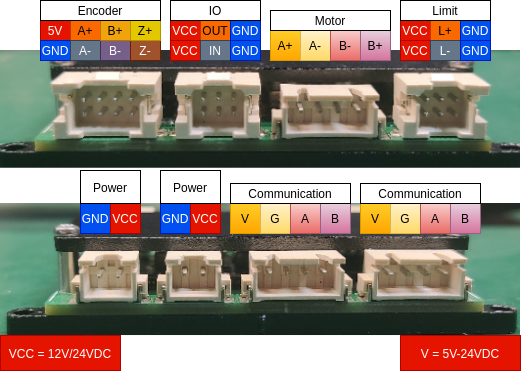 Encoder IO Motor Limit
5V A+ B+ Z+ VCC OUT GND VCC L+ GND
GND A- B- Z- VCC IN GND A+ A- B- B+ VCC L- GND
Power Power Communication Communication
GND VCC GND VCC V G A B V G A B
VCC = 12V/24VDC V = 5V-24VDC